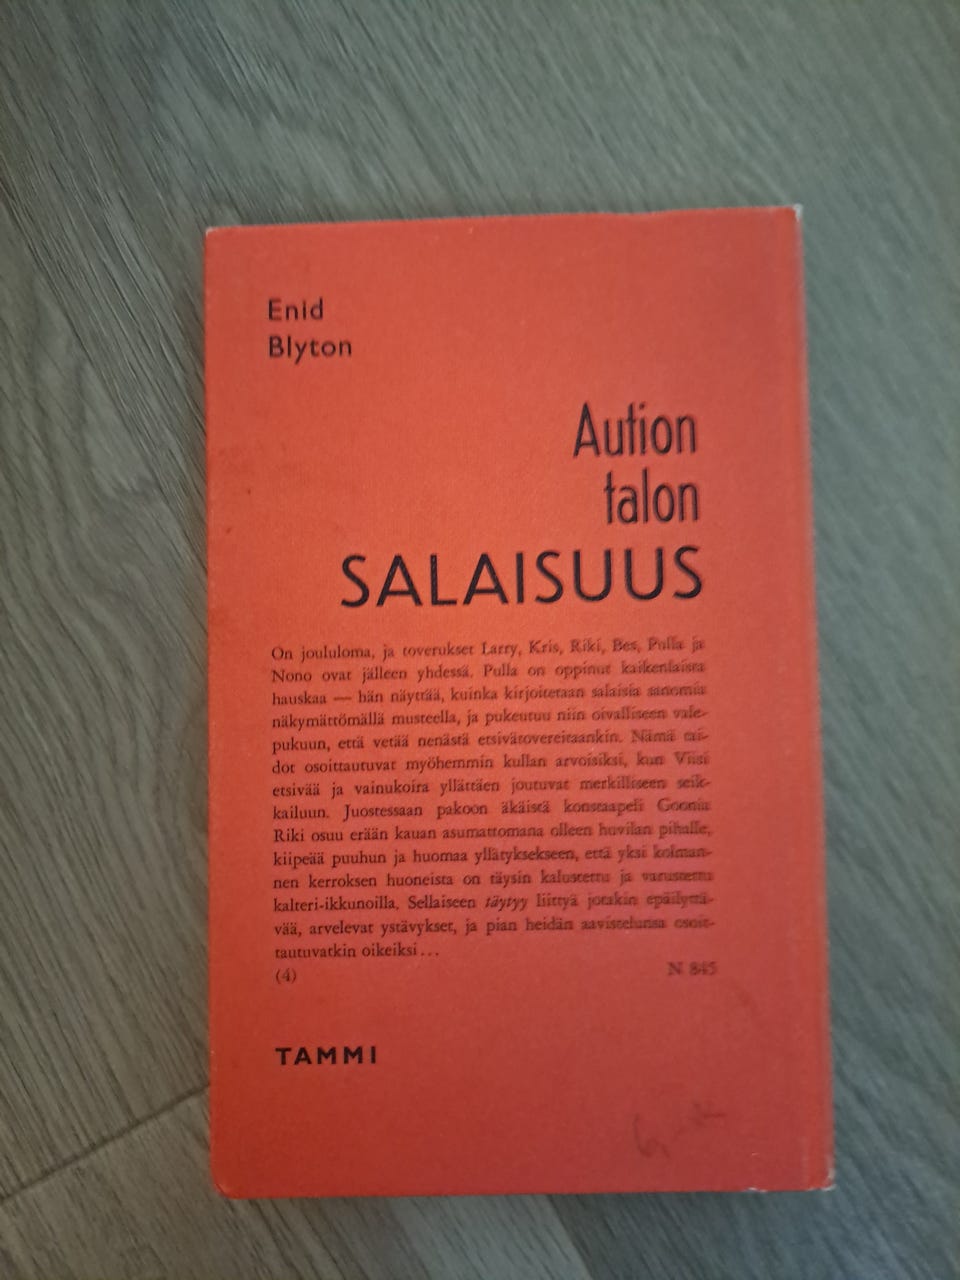 Enid
Blyton
Aution
talon
SALAISUUS
On joululoma, ja toverukset Larry, Kris, Riki, Bes, Pulla ja
Nono ovat jälleen yhdessä. Pulla on oppinut kaikenlaista
hauskaa — hän näyttää, kuinka kirjoitetaan salaisia sanomia
näkymättömällä musteella, ja pukeutuu niin oivalliseen vale-
pukuun, että vetää nenästä etsivätovereitaankin. Nämä tai-
dot osoittautuvat myöhemmin kullan arvoisiksi, kun Viisi
etsivää ja vainukoira yllättäen joutuvat merkilliseen seik-
kailuun. Juostessaan pakoon äkäistä konstaapeli Goonia
Riki osuu erään kauan asumattomana olleen huvilan pihalle,
kiipeää puuhun ja huomaa yllätyksekseen, että yksi kolman-
nen kerroksen huoneista on täysin kalustettu ja varustettu
kalteri-ikkunoilla. Sellaiseen täytyy liittyä jotakin epäilyttä-
vää, arvelevat ystävykset, ja pian heidän aavistelunsa osoit-
tautuvatkin oikeiksi...
(4) N 845
TAMMI